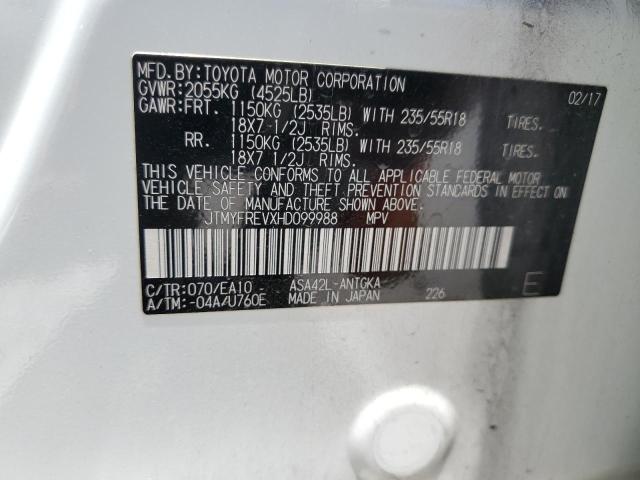 MFD. BY: TOYOTA MOTOR CORPORATION 02/17
GVWR: 2055KG (4525LB)
GAWR: FRT. 1150KG (2535LB) WITH 235/55R18 TIRES.
18X7 1/2J RIMS.
RR. 1150KG (2535LB) WITH 235/55R18 TIRES.
18X7 1/2J RIMS.
THIS VEHICLE CONFORMS TO ALL APPLICABLE FEDERAL MOTOR
VEHICLE SAFETY AND THEFT PREVENTION STANDARDS IN EFFECT ON
THE DATE OF MANUFACTURE SHOWN ABOVE.
JTMYFREVXHD099988 MPV
C/TR: 070/EA10 ASA42L-ANTGKA
A/TM: -04A/U760E MADE IN JAPAN 226 E